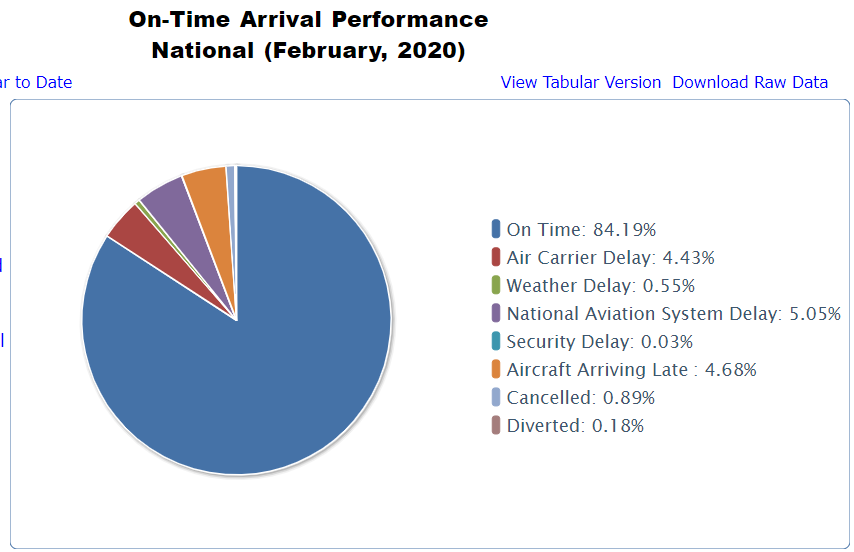 On-Time Arrival Performance
National (February, 2020)
ar to Date
View Tabular Version Download Raw Data
On Time: 84.19%
Air Carrier Delay: 4.43%
Weather Delay: 0.55%
National Aviation System Delay: 5.05%
Security Delay: 0.03%
Aircraft Arriving Late : 4.68%
Cancelled: 0.89%
Diverted: 0.18%